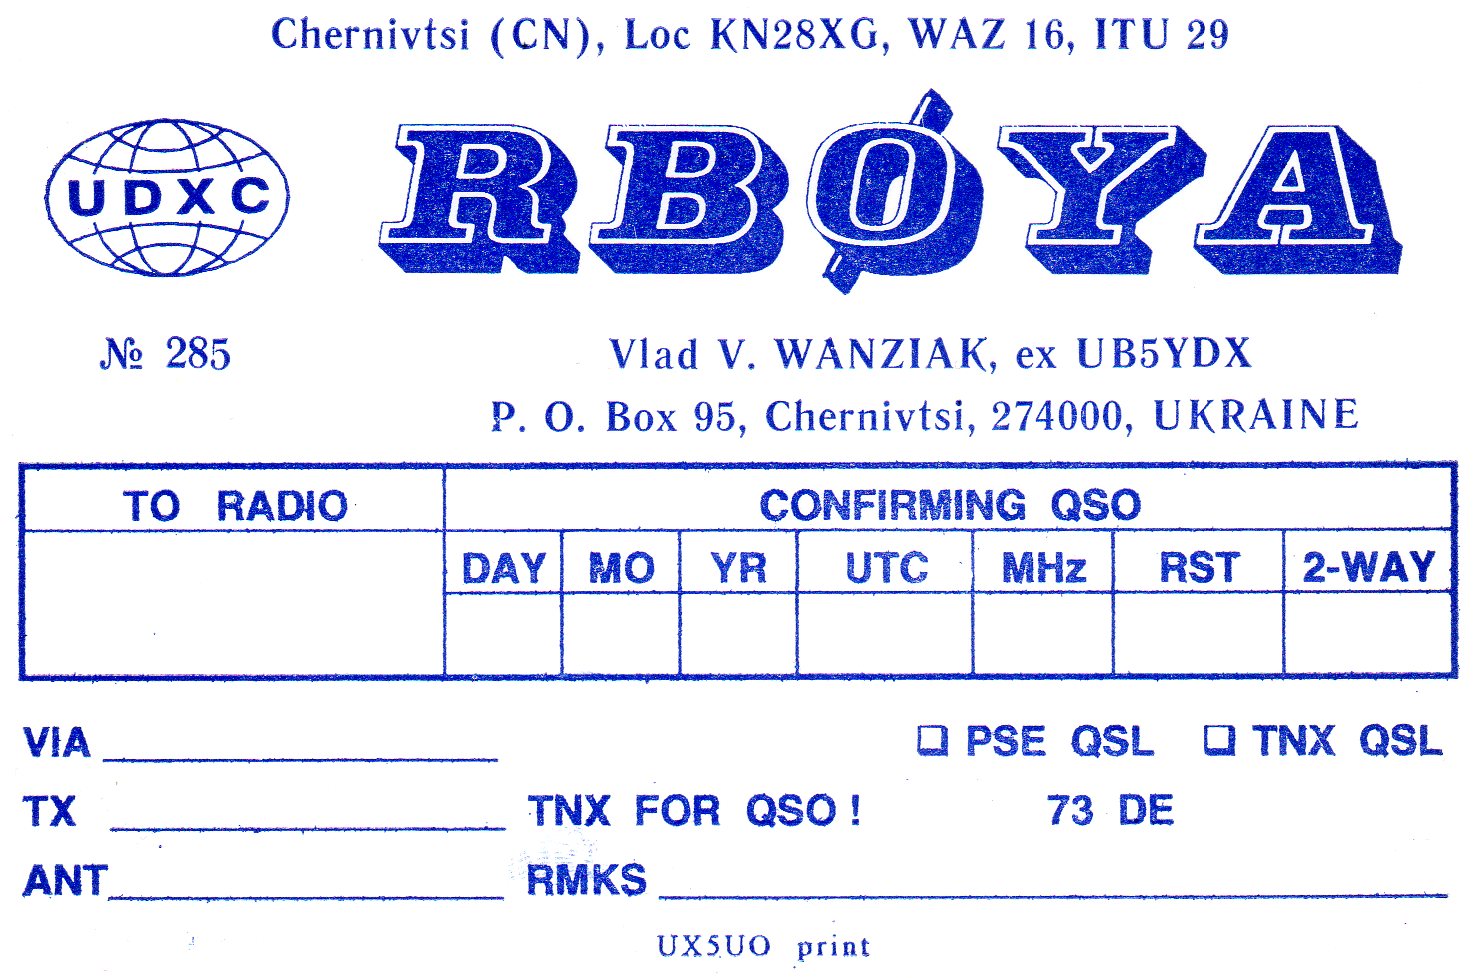 Chernivtsi (CN), Loc KN28XG, WAZ 16, ITU 29
UDXC
RBØYA
№ 285
Vlad V. WANZIAK, ex UB5YDX
P. O. Box 95, Chernivtsi, 274000, UKRAINE
TO RADIO CONFIRMING QSO
DAY MO YR UTC MHz RST 2-WAY
VIA ❏ PSE QSL ❏ TNX QSL
TX TNX FOR QSO ! 73 DE
ANT RMKS
UX5UO print